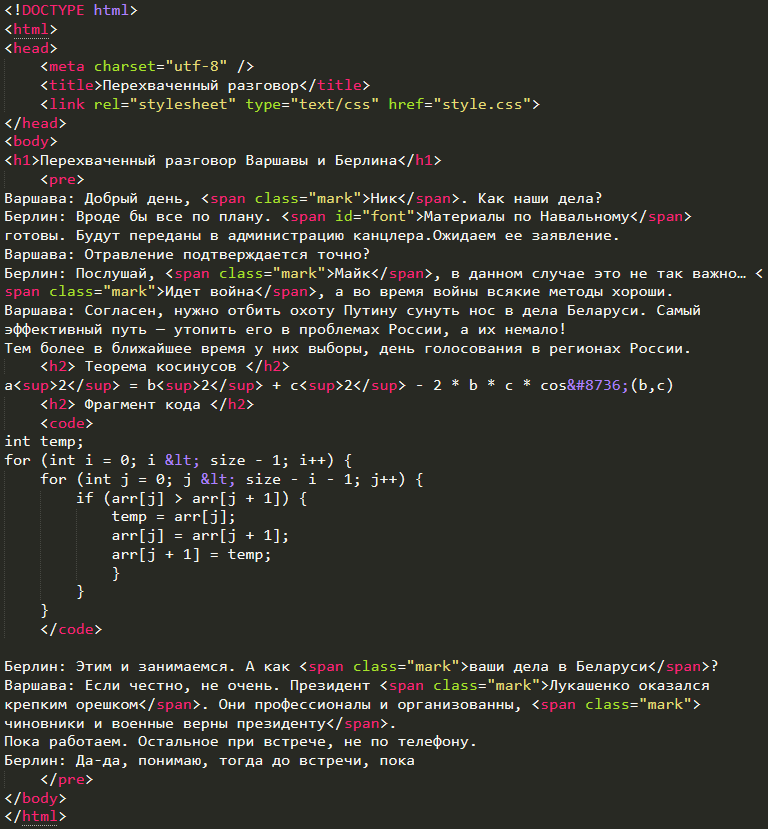 <!DOCTYPE html>
<html>
<head>
    <meta charset="utf-8" />
    <title>Перехваченный разговор</title>
    <link rel="stylesheet" type="text/css" href="style.css">
</head>
<body>
<h1>Перехваченный разговор Варшавы и Берлина</h1>
    <pre>
Варшава: Добрый день, <span class="mark">Ник</span>. Как наши дела?
Берлин: Вроде бы все по плану. <span id="font">Материалы по Навальному</span>
готовы. Будут переданы в администрацию канцлера.Ожидаем ее заявление.
Варшава: Отравление подтверждается точно?
Берлин: Послушай, <span class="mark">Майк</span>, в данном случае это не так важно… <
span class="mark">Идет война</span>, а во время войны всякие методы хороши.
Варшава: Согласен, нужно отбить охоту Путину сунуть нос в дела Беларуси. Самый
эффективный путь – утопить его в проблемах России, а их немало!
Тем более в ближайшее время у них выборы, день голосования в регионах России.
    <h2> Теорема косинусов </h2>
a<sup>2</sup> = b<sup>2</sup> + c<sup>2</sup> - 2 * b * c * cos&#8736;(b,c)
    <h2> Фрагмент кода </h2>
    <code>
int temp;
for (int i = 0; i &lt; size - 1; i++) {
    for (int j = 0; j &lt; size - i - 1; j++) {
        if (arr[j] > arr[j + 1]) {
            temp = arr[j];
            arr[j] = arr[j + 1];
            arr[j + 1] = temp;
            }
        }
    }
    </code>

Берлин: Этим и занимаемся. А как <span class="mark">ваши дела в Беларуси</span>?
Варшава: Если честно, не очень. Президент <span class="mark">Лукашенко оказался
крепким орешком</span>. Они профессионалы и организованны, <span class="mark">
чиновники и военные верны президенту</span>.
Пока работаем. Остальное при встрече, не по телефону.
Берлин: Да-да, понимаю, тогда до встречи, пока
    </pre>
</body>
</html>